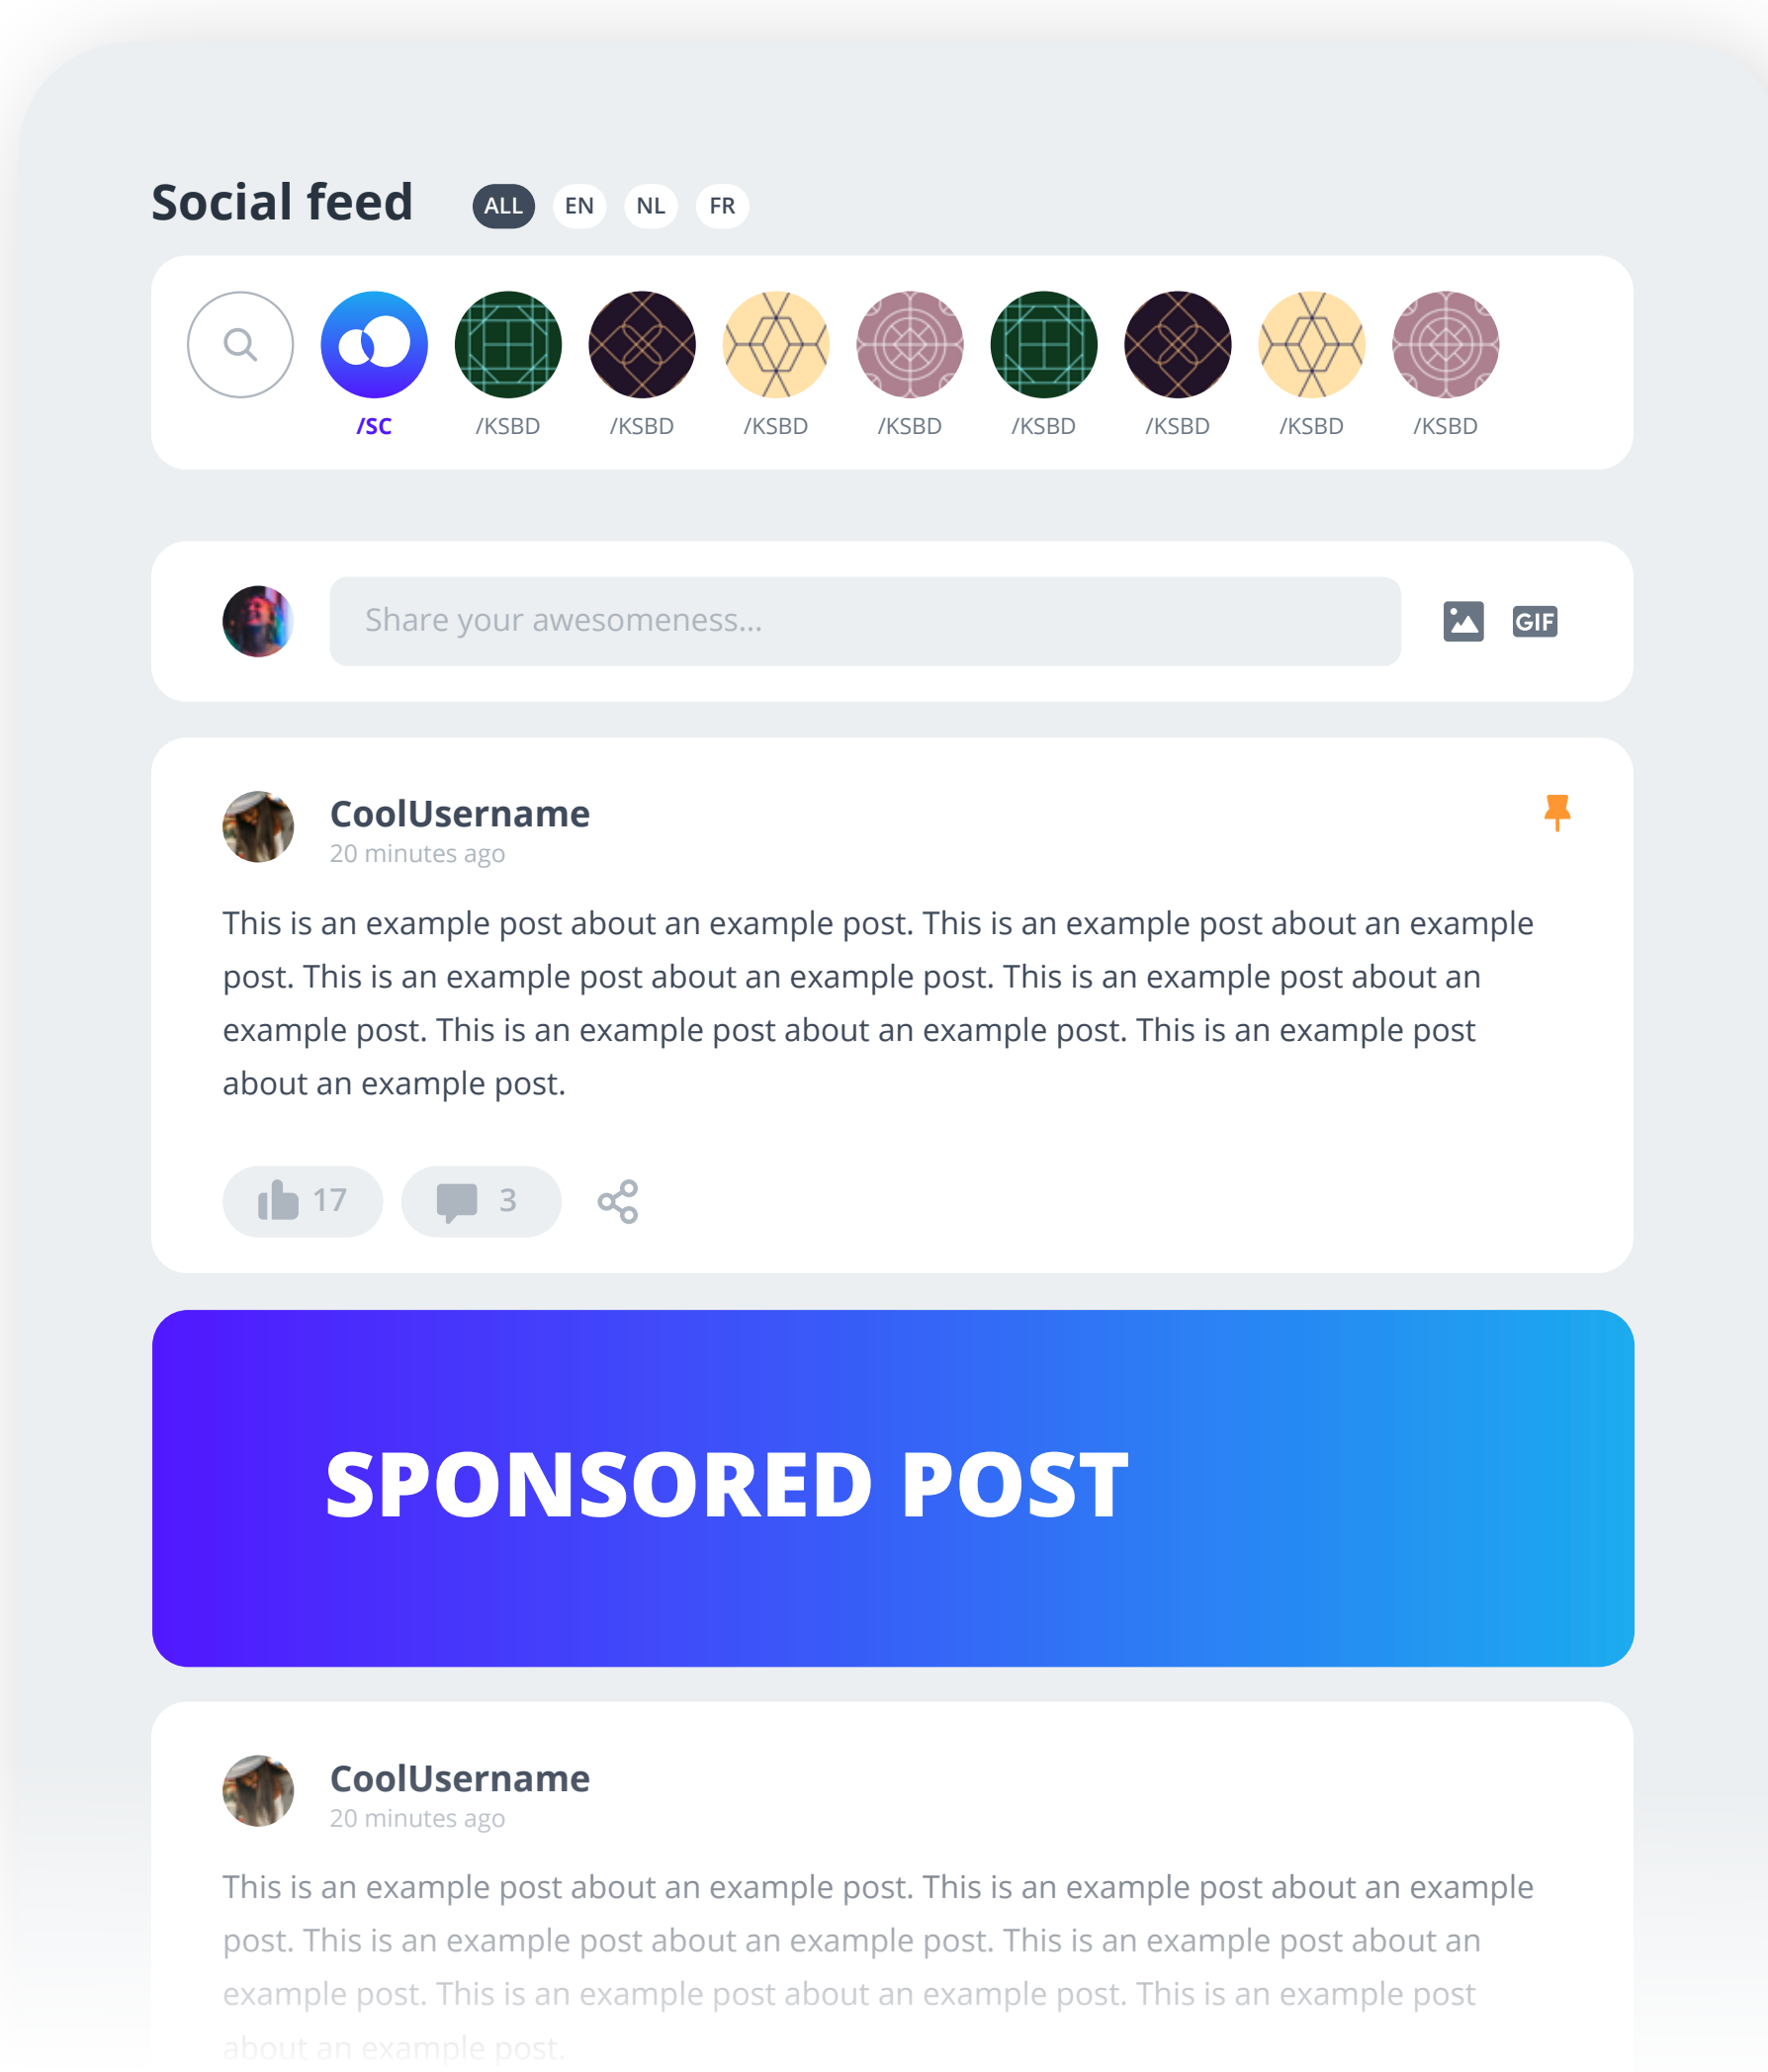 Social feed
ALL EN NL FR
/SC /KSBD /KSBD /KSBD /KSBD /KSBD /KSBD /KSBD /KSBD
Share your awesomeness...
GIF
CoolUsername
20 minutes ago
This is an example post about an example post. This is an example post about an example
post. This is an example post about an example post. This is an example post about an
example post. This is an example post about an example post. This is an example post
about an example post.
17 3
SPONSORED POST
CoolUsername
20 minutes ago
This is an example post about an example post. This is an example post about an example
post. This is an example post about an example post. This is an example post about an
example post. This is an example post about an example post. This is an example post
about an example post.